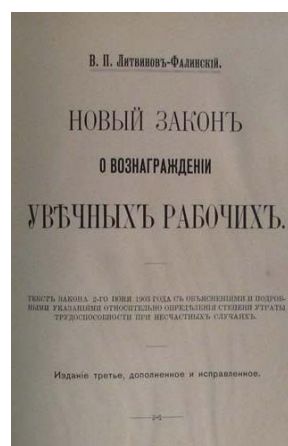 В. П. Литвиновъ-Фалинскій.
НОВЫЙ ЗАКОНЪ
О ВОЗНАГРАЖДЕНІИ
УВѢЧНЫХЪ РАБОЧИХЪ.
ТЕКСТЪ ЗАКОНА 2-ГО ІЮНЯ 1903 ГОДА СЪ ОБЪЯСНЕНІЯМИ И ПОДРОБ-
НЫМИ УКАЗАНІЯМИ ОТНОСИТЕЛЬНО ОПРЕДѢЛЕНІЯ СТЕПЕНИ УТРАТЫ
ТРУДОСПОСОБНОСТИ ПРИ НЕСЧАСТНЫХЪ СЛУЧАЯХЪ.
Изданіе третье, дополненное и исправленное.